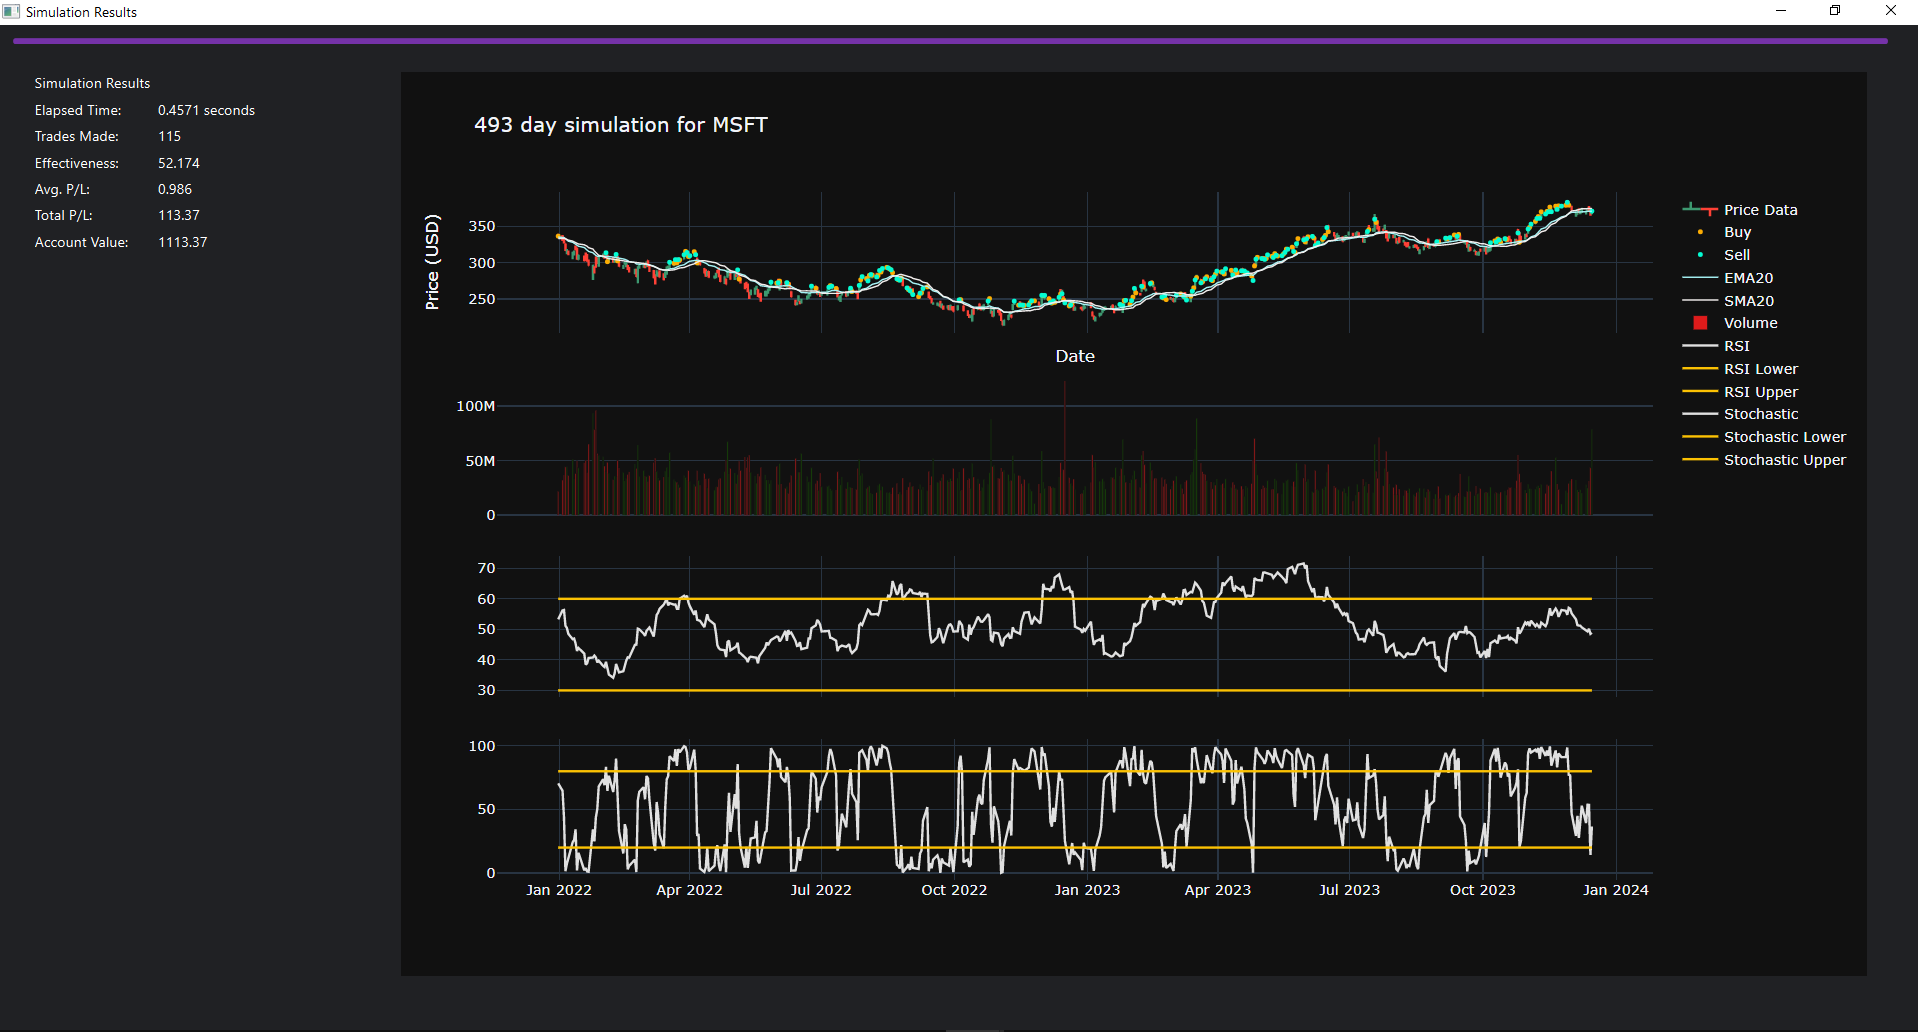 Simulation Results
Simulation Results
Elapsed Time: 0.4571 seconds
Trades Made: 115
Effectiveness: 52.174
Avg. P/L: 0.986
Total P/L: 113.37
Account Value: 1113.37
493 day simulation for MSFT
Price (USD)
350
300
250
Date
100M
50M
0
70
60
50
40
30
100
50
0
Jan 2022 Apr 2022 Jul 2022 Oct 2022 Jan 2023 Apr 2023 Jul 2023 Oct 2023 Jan 2024
Price Data
Buy
Sell
EMA20
SMA20
Volume
RSI
RSI Lower
RSI Upper
Stochastic
Stochastic Lower
Stochastic Upper